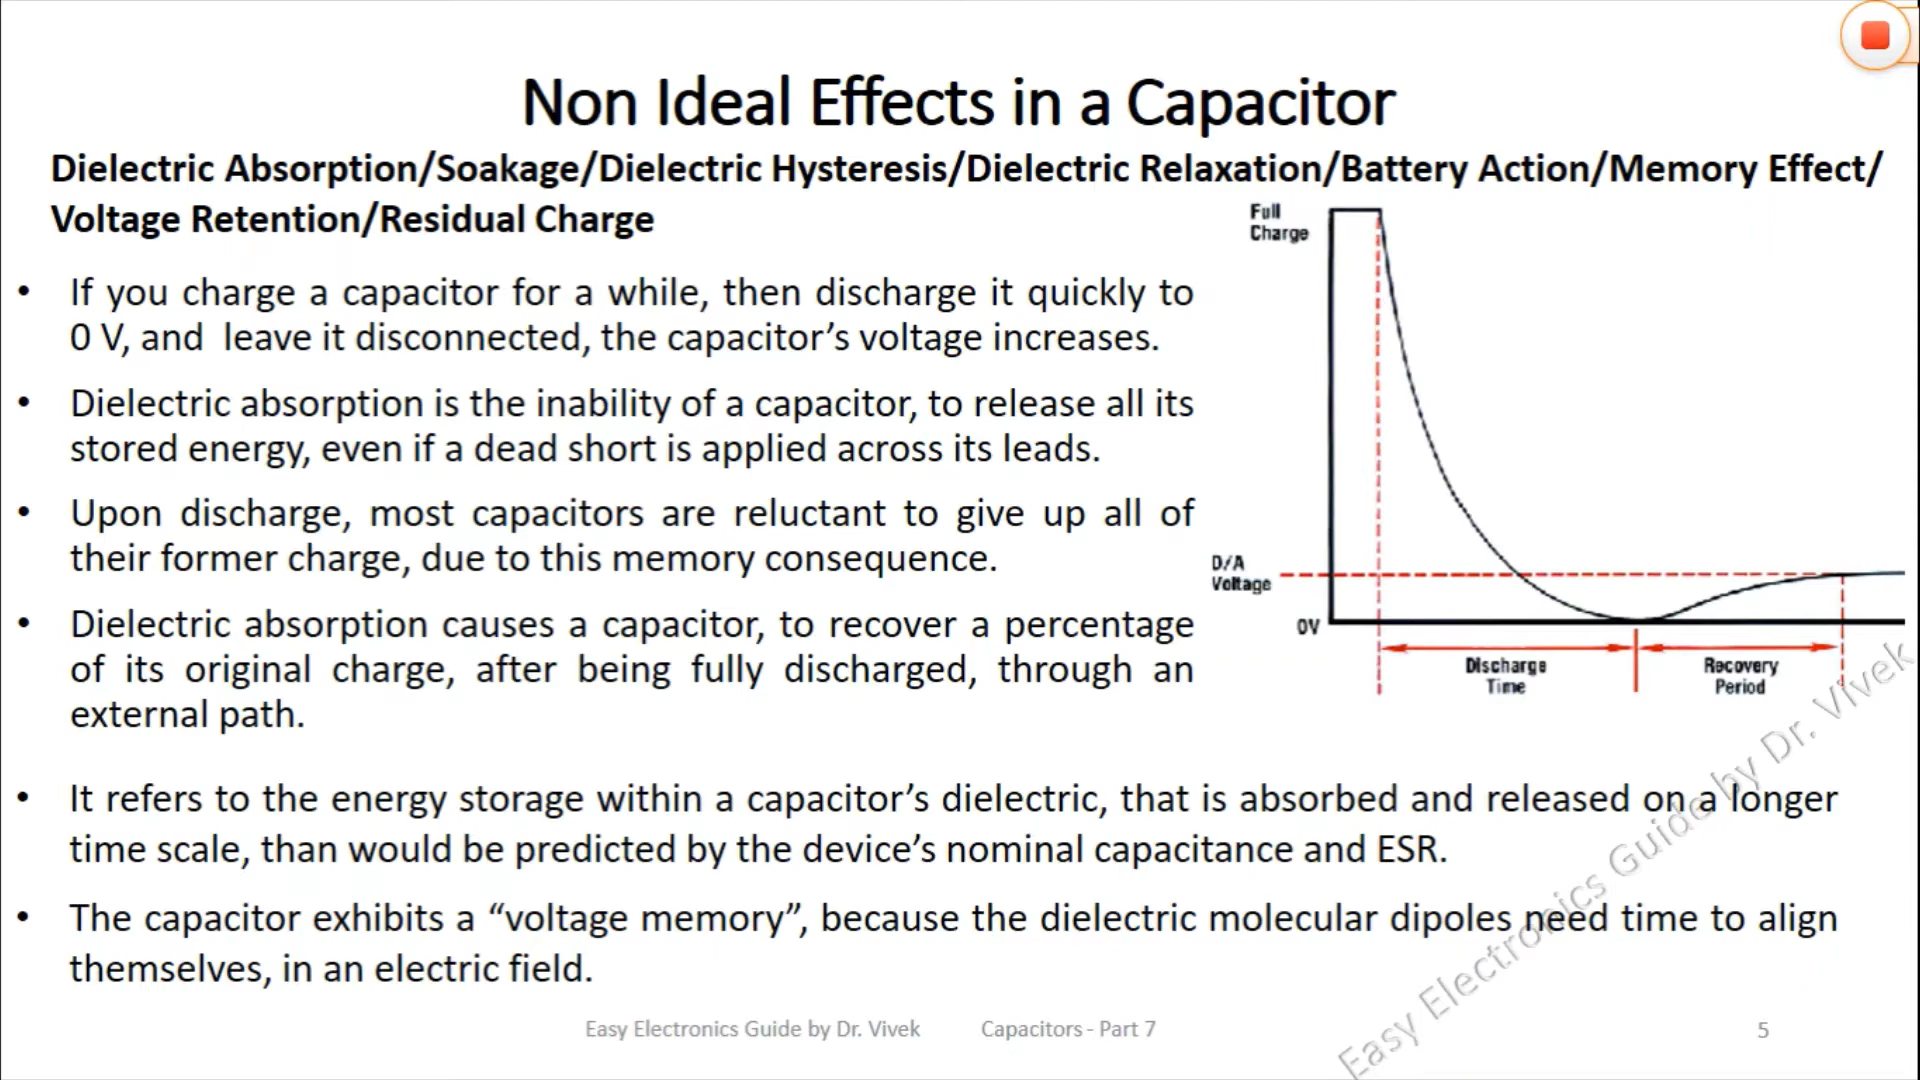 Non Ideal Effects in a Capacitor
Dielectric Absorption/Soakage/Dielectric Hysteresis/Dielectric Relaxation/Battery Action/Memory Effect/
Voltage Retention/Residual Charge
• If you charge a capacitor for a while, then discharge it quickly to
0 V, and leave it disconnected, the capacitor’s voltage increases.
• Dielectric absorption is the inability of a capacitor, to release all its
stored energy, even if a dead short is applied across its leads.
• Upon discharge, most capacitors are reluctant to give up all of
their former charge, due to this memory consequence.
• Dielectric absorption causes a capacitor, to recover a percentage
of its original charge, after being fully discharged, through an
external path.
Full
Charge
D/A
Voltage
0V
Discharge
Time
Recovery
Period
• It refers to the energy storage within a capacitor’s dielectric, that is absorbed and released on a longer
time scale, than would be predicted by the device’s nominal capacitance and ESR.
• The capacitor exhibits a “voltage memory”, because the dielectric molecular dipoles need time to align
themselves, in an electric field.
Easy Electronics Guide by Dr. Vivek
Easy Electronics Guide by Dr. Vivek
Capacitors - Part 7
5